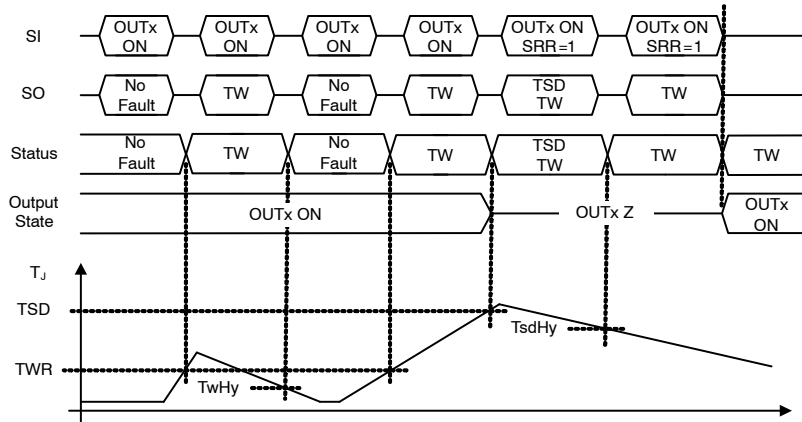 SI
OUTx
ON
OUTx
ON
OUTx
ON
OUTx
ON
OUTx ON
SRR=1
OUTx ON
SRR=1
SO
No
Fault
TW
No
Fault
TW
TSD
TW
TW
Status
No
Fault
TW
No
Fault
TW
TSD
TW
TW
TW
Output
State
OUTx ON
OUTx Z
OUTx
ON
TJ
TSD
TsdHy
TWR
TwHy